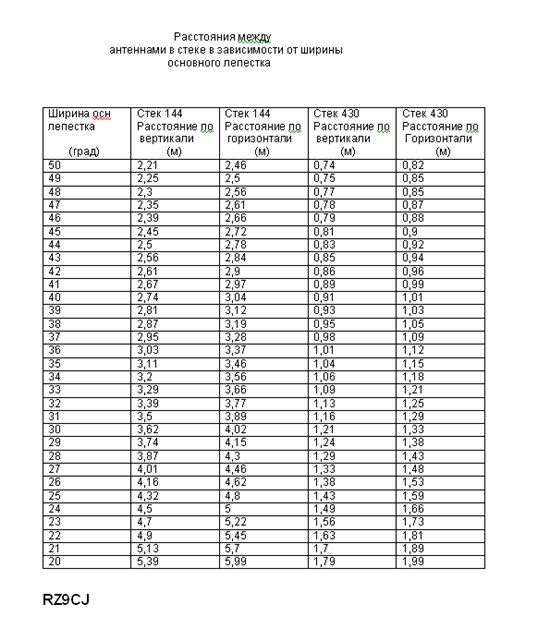 Расстояния между
антеннами в стеке в зависимости от ширины
основного лепестка
Ширина осн Стек 144 Стек 144 Стек 430 Стек 430
лепестка Расстояние по Расстояние по Расстояние по Расстояние по
вертикали горизонтали вертикали Горизонтали
(град) (м) (м) (м) (м)
50 2,21 2,46 0,74 0,82
49 2,25 2,5 0,75 0,85
48 2,3 2,56 0,77 0,85
47 2,35 2,61 0,78 0,87
46 2,39 2,66 0,79 0,88
45 2,45 2,72 0,81 0,9
44 2,5 2,78 0,83 0,92
43 2,56 2,84 0,85 0,94
42 2,61 2,9 0,86 0,96
41 2,67 2,97 0,89 0,99
40 2,74 3,04 0,91 1,01
39 2,81 3,12 0,93 1,03
38 2,87 3,19 0,95 1,05
37 2,95 3,28 0,98 1,09
36 3,03 3,37 1,01 1,12
35 3,11 3,46 1,04 1,15
34 3,2 3,56 1,06 1,18
33 3,29 3,66 1,09 1,21
32 3,39 3,77 1,13 1,25
31 3,5 3,89 1,16 1,29
30 3,62 4,02 1,21 1,33
29 3,74 4,15 1,24 1,38
28 3,87 4,3 1,29 1,43
27 4,01 4,46 1,33 1,48
26 4,16 4,62 1,38 1,53
25 4,32 4,8 1,43 1,59
24 4,5 5 1,49 1,66
23 4,7 5,22 1,56 1,73
22 4,9 5,45 1,63 1,81
21 5,13 5,7 1,7 1,89
20 5,39 5,99 1,79 1,99
RZ9CJ